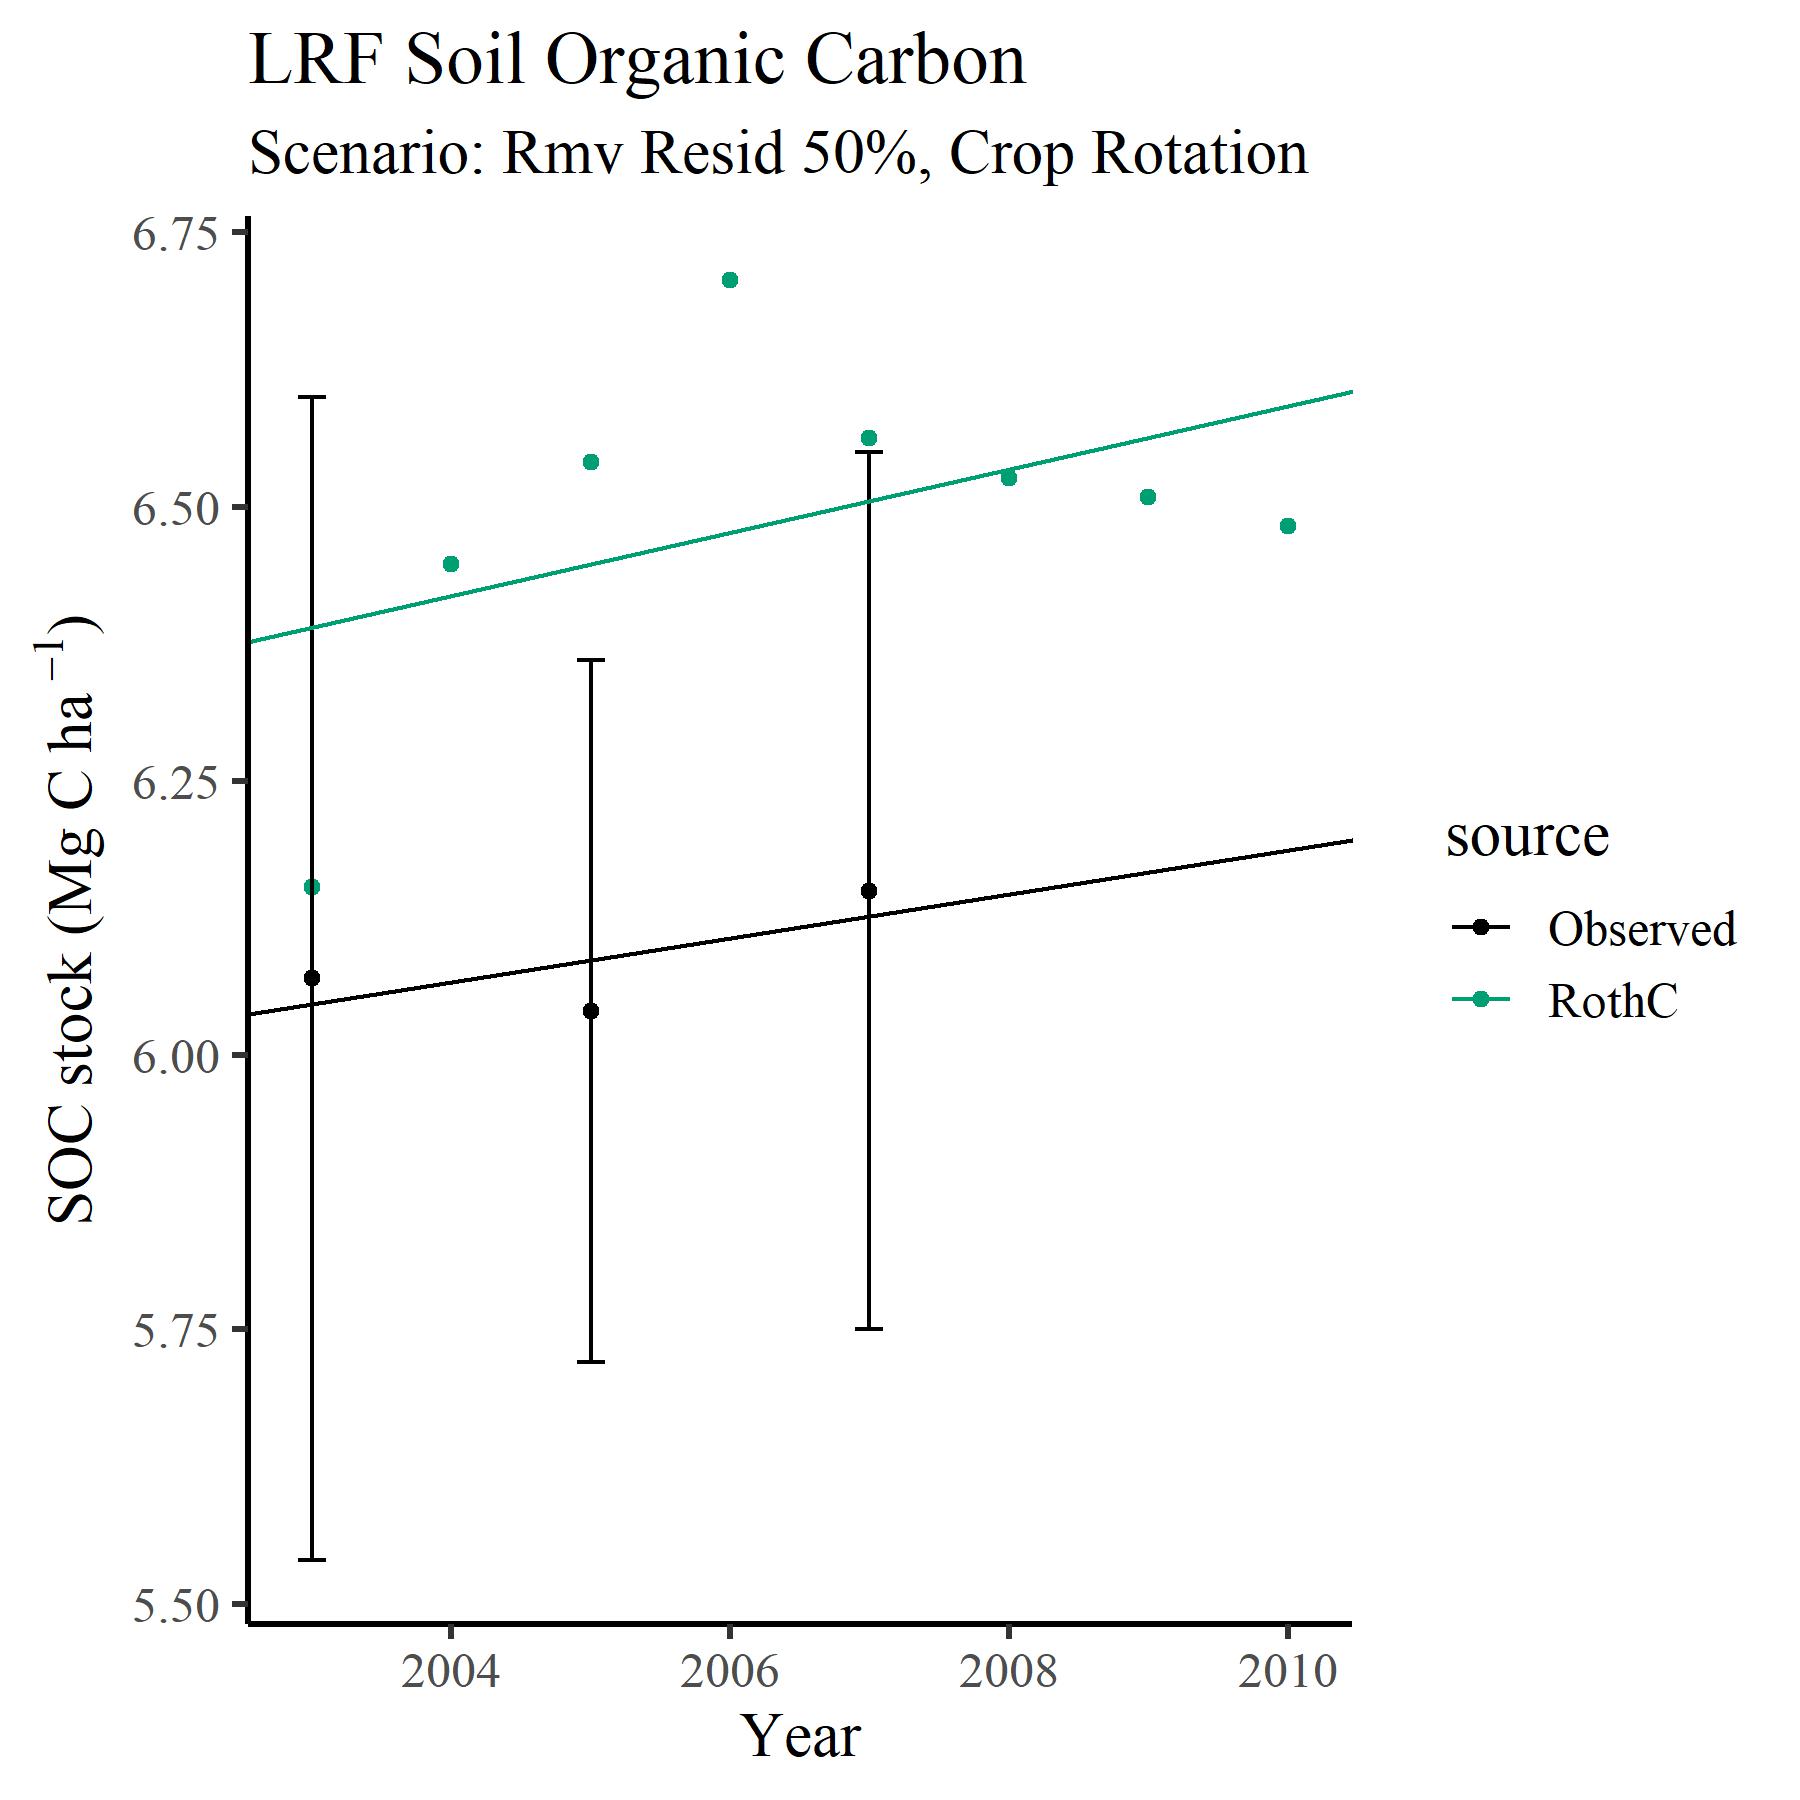 LRF Soil Organic Carbon
Scenario: Rmv Resid 50%, Crop Rotation
SOC stock (Mg C ha⁻¹)
6.75
6.50
6.25
6.00
5.75
5.50
2004 2006 2008 2010
Year
source
Observed
RothC